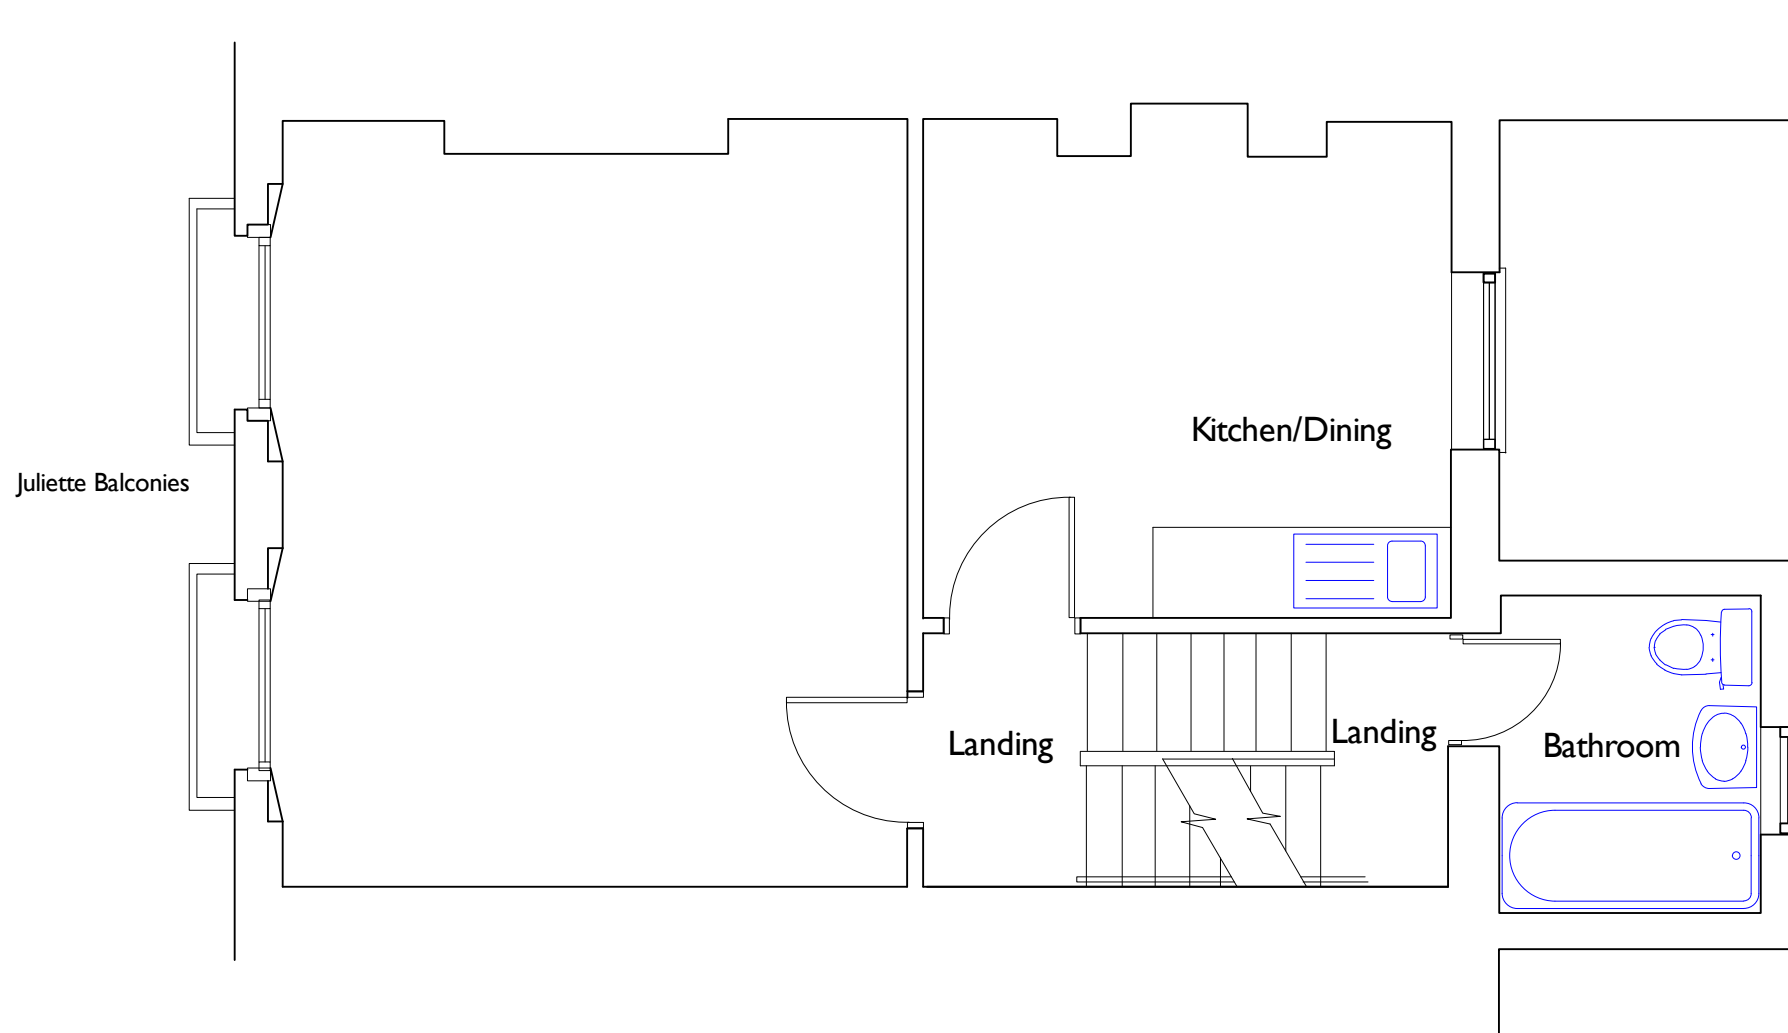 Kitchen/Dining
Juliette Balconies
Landing
Landing
Bathroom